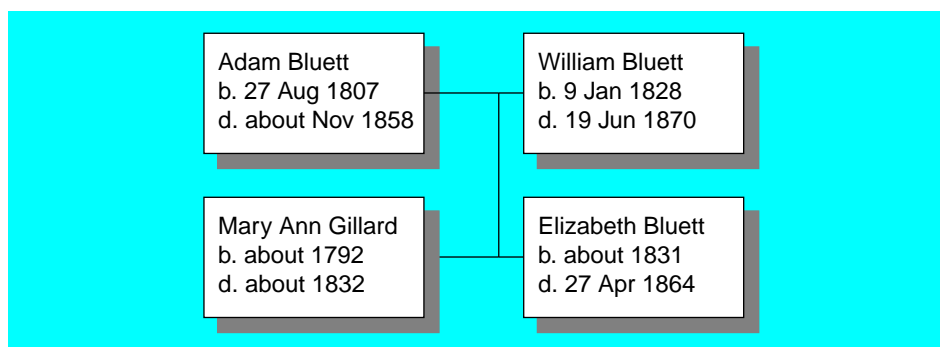 Adam Bluett
b. 27 Aug 1807
d. about Nov 1858
William Bluett
b. 9 Jan 1828
d. 19 Jun 1870
Mary Ann Gillard
b. about 1792
d. about 1832
Elizabeth Bluett
b. about 1831
d. 27 Apr 1864